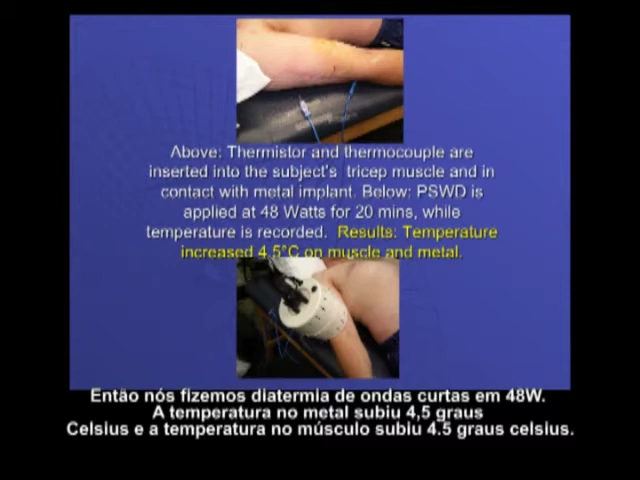 Above: Thermistor and thermocouple are
inserted into the subject's tricep muscle and in
contact with metal implant. Below: PSWD is
applied at 48 Watts for 20 mins, while
temperature is recorded. Results: Temperature
increased 4.5°C on muscle and metal.
Então nós fizemos diatermia de ondas curtas em 48W.
A temperatura no metal subiu 4,5 graus
Celsius e a temperatura no músculo subiu 4.5 graus celsius.